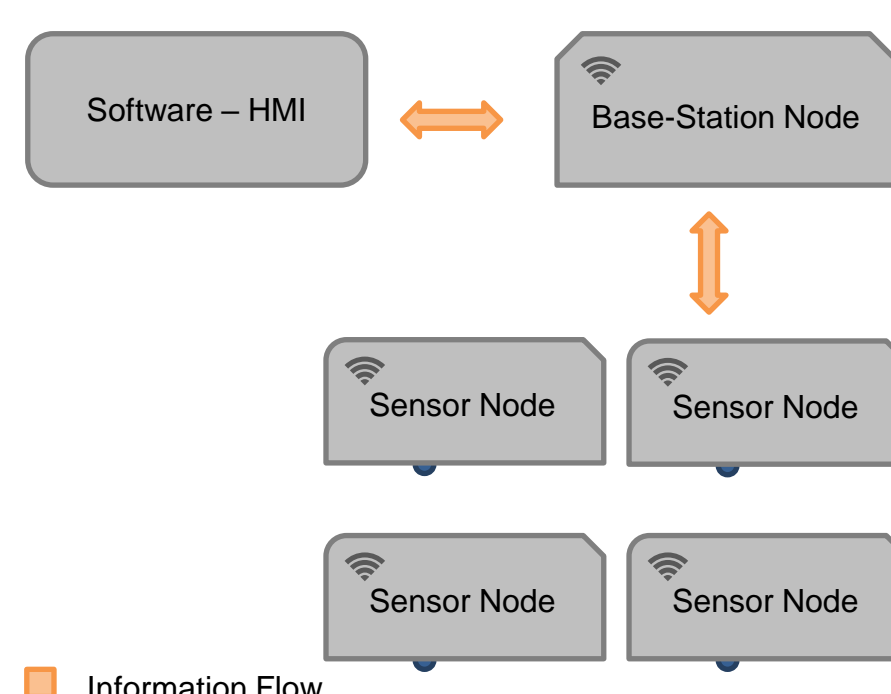 Software – HMI
Base-Station Node
Sensor Node
Sensor Node
Sensor Node
Sensor Node
Information Flow